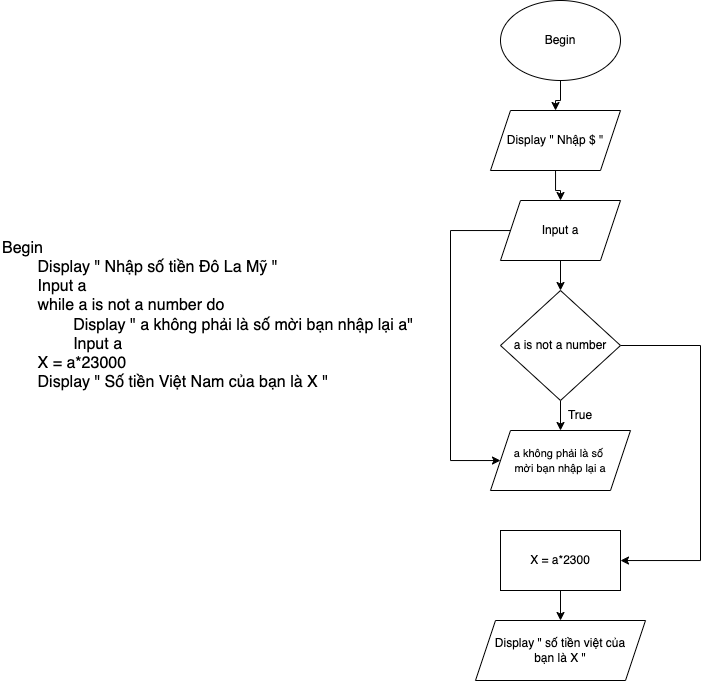 Begin
Display " Nhập số tiền Đô La Mỹ "
Input a
while a is not a number do
Display " a không phải là số mời bạn nhập lại a"
Input a
X = a*23000
Display " Số tiền Việt Nam của bạn là X "
Begin
Display " Nhập $ "
Input a
a is not a number
True
a không phải là số
mời bạn nhập lại a
X = a*2300
Display " số tiền việt của
bạn là X "